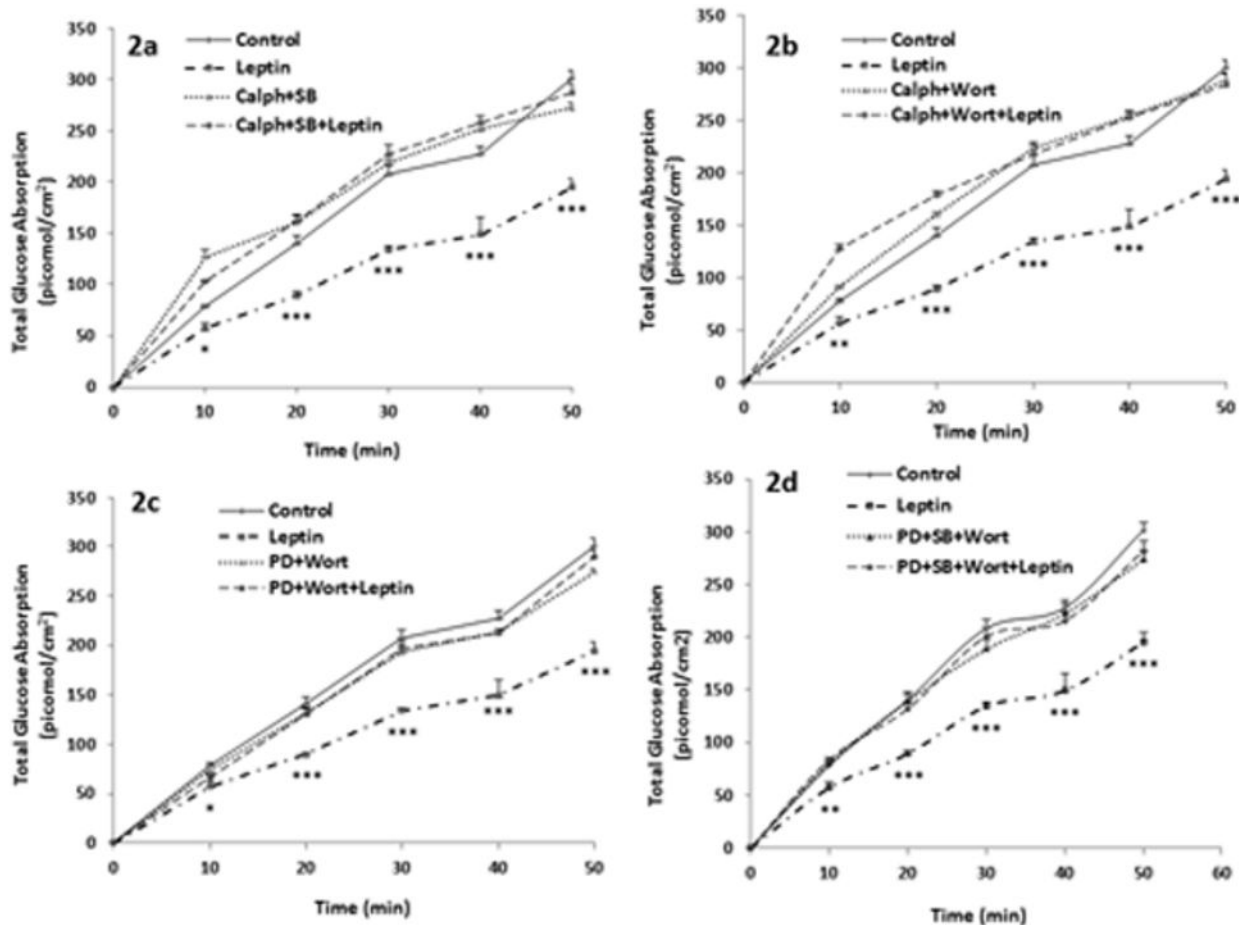 2a
Control
Leptin
Calph+SB
Calph+SB+Leptin
Total Glucose Absorption
(picomol/cm²)
350
300
250
200
150
100
50
0
*
***
***
***
***
0 10 20 30 40 50
Time (min)
2b
Control
Leptin
Calph+Wort
Calph+Wort+Leptin
Total Glucose Absorption
(picomol/cm²)
350
300
250
200
150
100
50
0
**
***
***
***
***
0 10 20 30 40 50
Time (min)
2c
Control
Leptin
PD+Wort
PD+Wort+Leptin
Total Glucose Absorption
(picomol/cm²)
350
300
250
200
150
100
50
0
*
***
***
***
***
0 10 20 30 40 50
Time (min)
2d
Control
Leptin
PD+SB+Wort
PD+SB+Wort+Leptin
Total Glucose Absorption
(picomol/cm2)
350
300
250
200
150
100
50
0
**
***
***
***
***
0 10 20 30 40 50 60
Time (min)